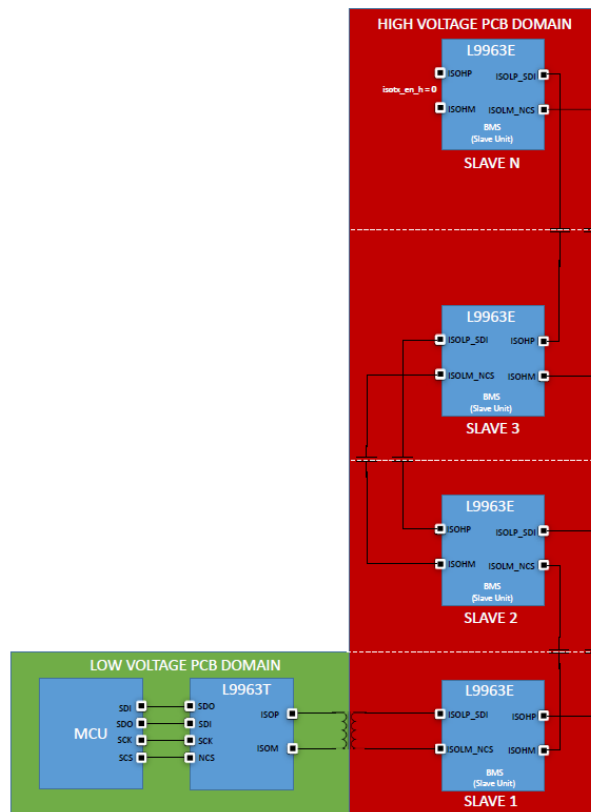 HIGH VOLTAGE PCB DOMAIN
L9963E
ISOHP
ISOLP_SDI
isotx_en_h = 0
ISOHM
ISOLM_NCS
BMS
(Slave Unit)
SLAVE N
L9963E
ISOLP_SDI
ISOHP
ISOLM_NCS
ISOHM
BMS
(Slave Unit)
SLAVE 3
L9963E
ISOHP
ISOLP_SDI
ISOHM
ISOLM_NCS
BMS
(Slave Unit)
SLAVE 2
LOW VOLTAGE PCB DOMAIN
MCU
SDI
SDO
SCK
SCS
L9963T
SDO
SDI
SCK
NCS
ISOP
ISOM
L9963E
ISOLP_SDI
ISOHP
ISOLM_NCS
ISOHM
BMS
(Slave Unit)
SLAVE 1